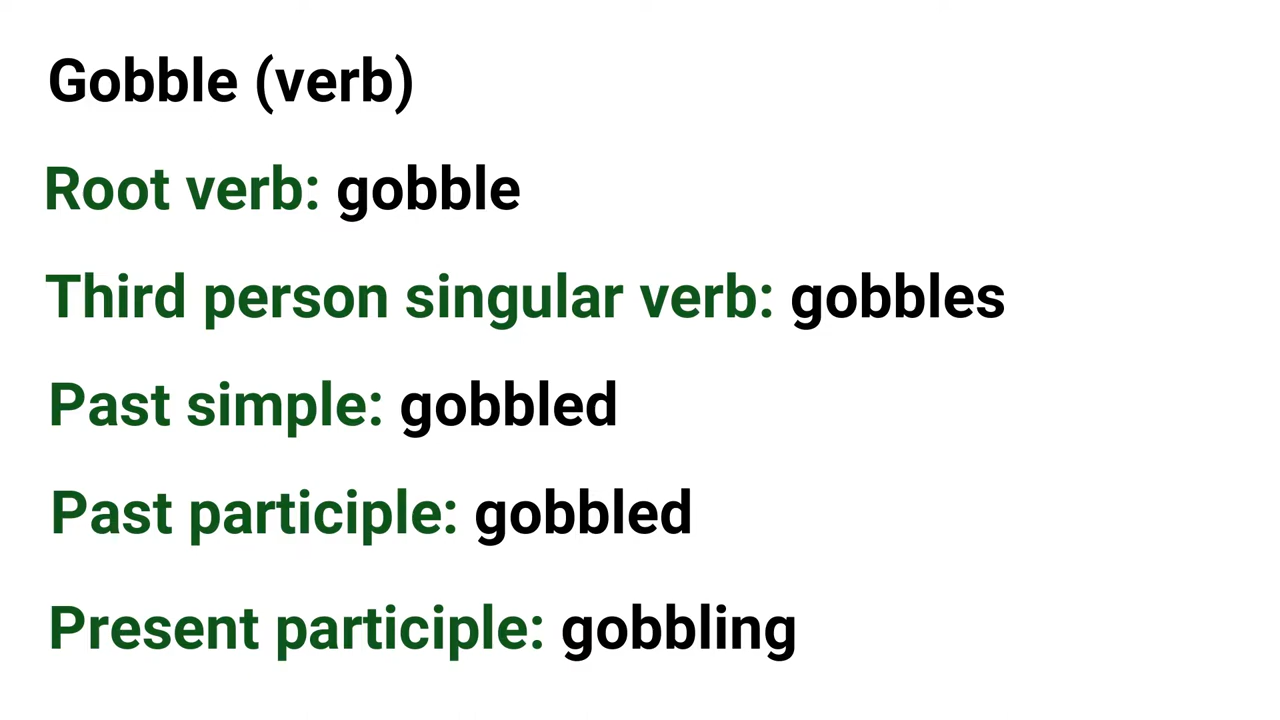 Gobble (verb)
Root verb: gobble
Third person singular verb: gobbles
Past simple: gobbled
Past participle: gobbled
Present participle: gobbling